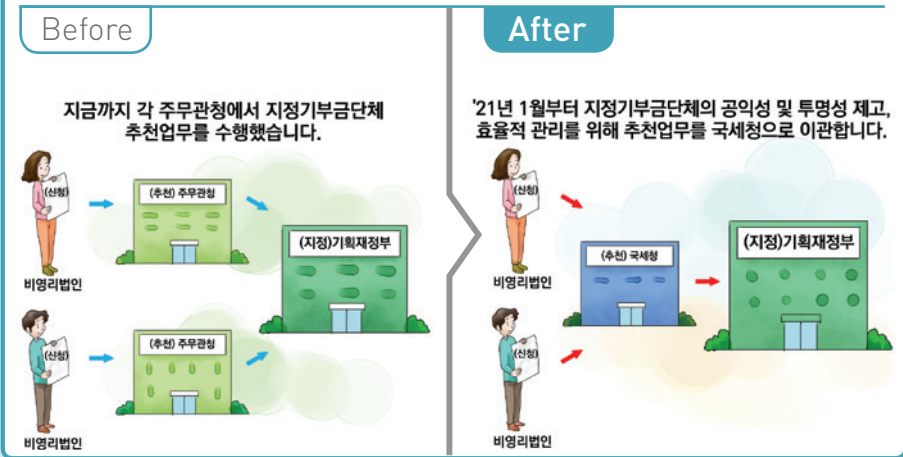 Before
지금까지 각 주무관청에서 지정기부금단체
추천업무를 수행했습니다.
(신청)
(추천) 주무관청
비영리법인
(지정)기획재정부
(신청)
(추천) 주무관청
비영리법인
After
'21년 1월부터 지정기부금단체의 공익성 및 투명성 제고,
효율적 관리를 위해 추천업무를 국세청으로 이관합니다.
(신청)
비영리법인
(추천) 국세청
(지정)기획재정부
(신청)
비영리법인